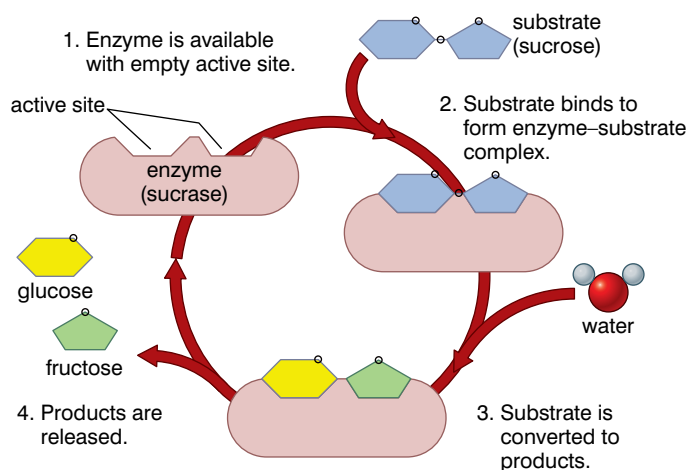 1. Enzyme is available
with empty active site.
substrate
(sucrose)
active site
2. Substrate binds to
form enzyme–substrate
complex.
enzyme
(sucrase)
glucose
water
fructose
4. Products are
released.
3. Substrate is
converted to
products.